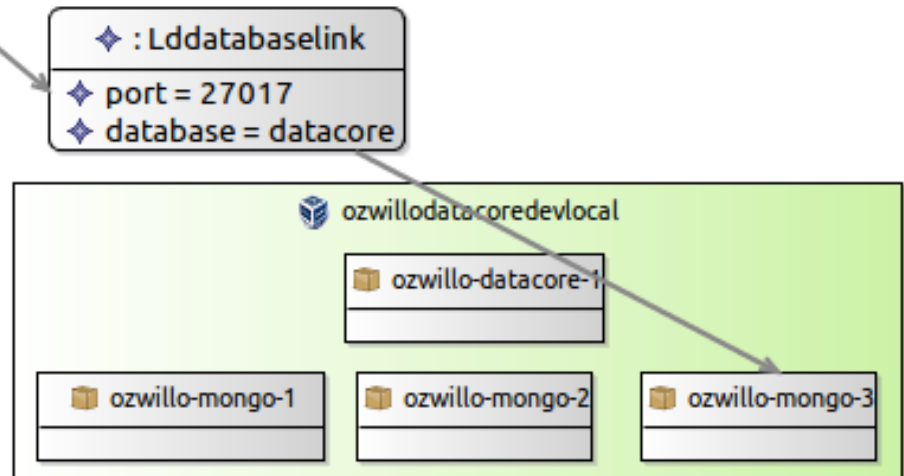 : Lddatabaselink
port = 27017
database = datacore
ozwillodatacoredevlocal
ozwillo-datacore-1
ozwillo-mongo-1
ozwillo-mongo-2
ozwillo-mongo-3